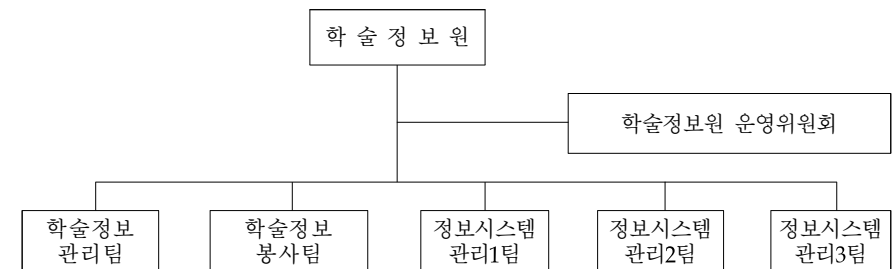 학 술 정 보 원
학술정보원 운영위원회
학술정보
관리팀
학술정보
봉사팀
정보시스템
관리1팀
정보시스템
관리2팀
정보시스템
관리3팀